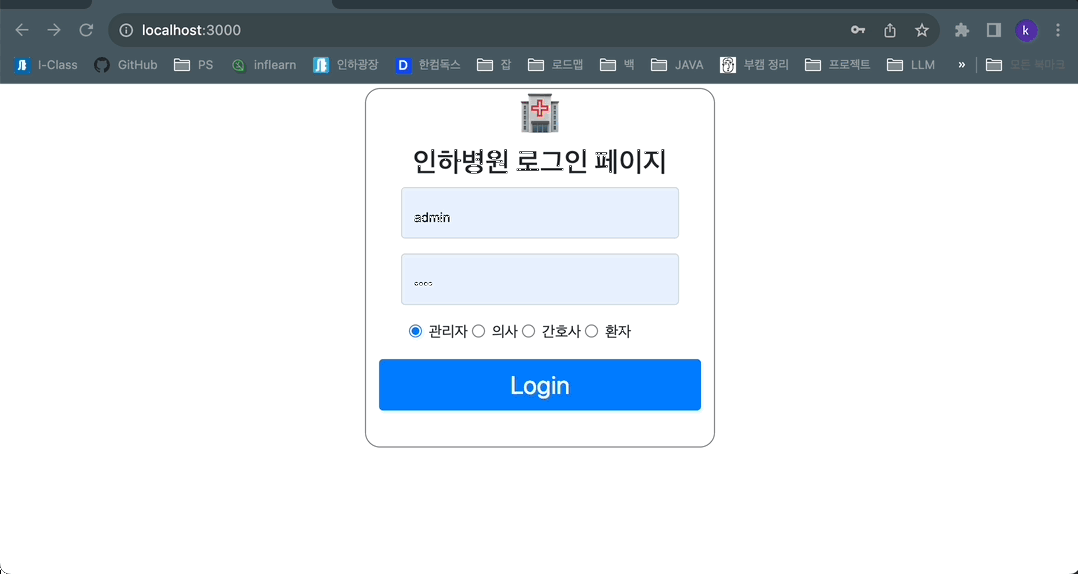 localhost:3000
k
I-Class GitHub PS inflearn 인하광장 D 한컴독스 잡 로드맵 백 JAVA 부캠 정리 프로젝트 LLM » 모든 북마크
인하병원 로그인 페이지
admin
••••
관리자 의사 간호사 환자
Login